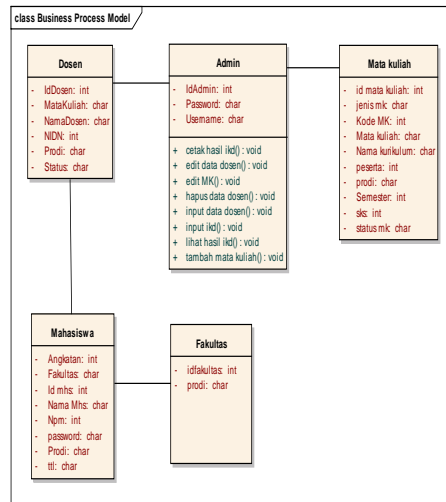 class Business Process Model
Dosen
- IdDosen: int
- MataKuliah: char
- NamaDosen: char
- NIDN: int
- Prodi: char
- Status: char
Admin
- IdAdmin: int
- Password: char
- Username: char
+ cetak hasil ikd() : void
+ edit data dosen() : void
+ edit MK() : void
+ hapus data dosen() : void
+ input data dosen() : void
+ input ikd() : void
+ lihat hasil ikd() : void
+ tambah mata kuliah() : void
Mata kuliah
- id mata kuliah: int
- jenis mk: char
- Kode MK: int
- Mata kuliah: char
- Nama kurikulum: char
- peserta: int
- prodi: char
- Semester: int
- sks: int
- status mk: char
Mahasiswa
- Angkatan: int
- Fakultas: char
- Id mhs: int
- Nama Mhs: char
- Npm: int
- password: char
- Prodi: char
- ttl: char
Fakultas
- idfakultas: int
- prodi: char